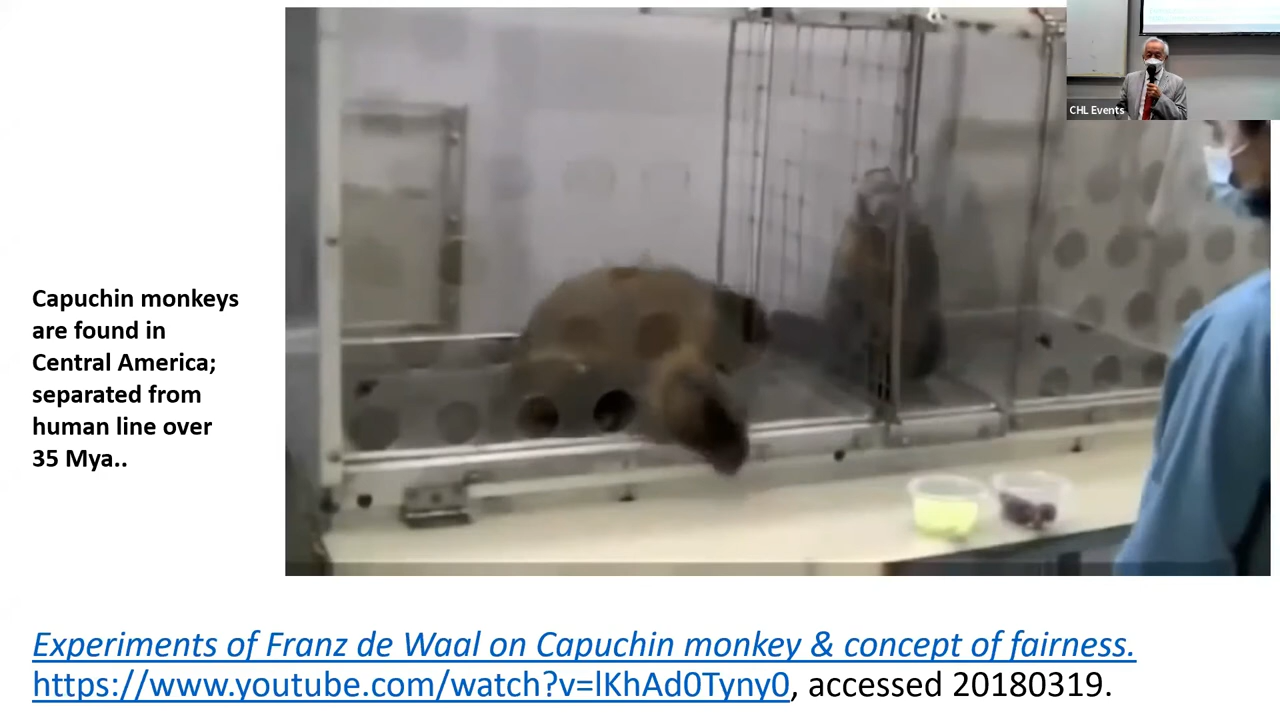 CHL Events
Capuchin monkeys
are found in
Central America;
separated from
human line over
35 Mya..
Experiments of Franz de Waal on Capuchin monkey & concept of fairness.
https://www.youtube.com/watch?v=lKhAd0Tyny0, accessed 20180319.